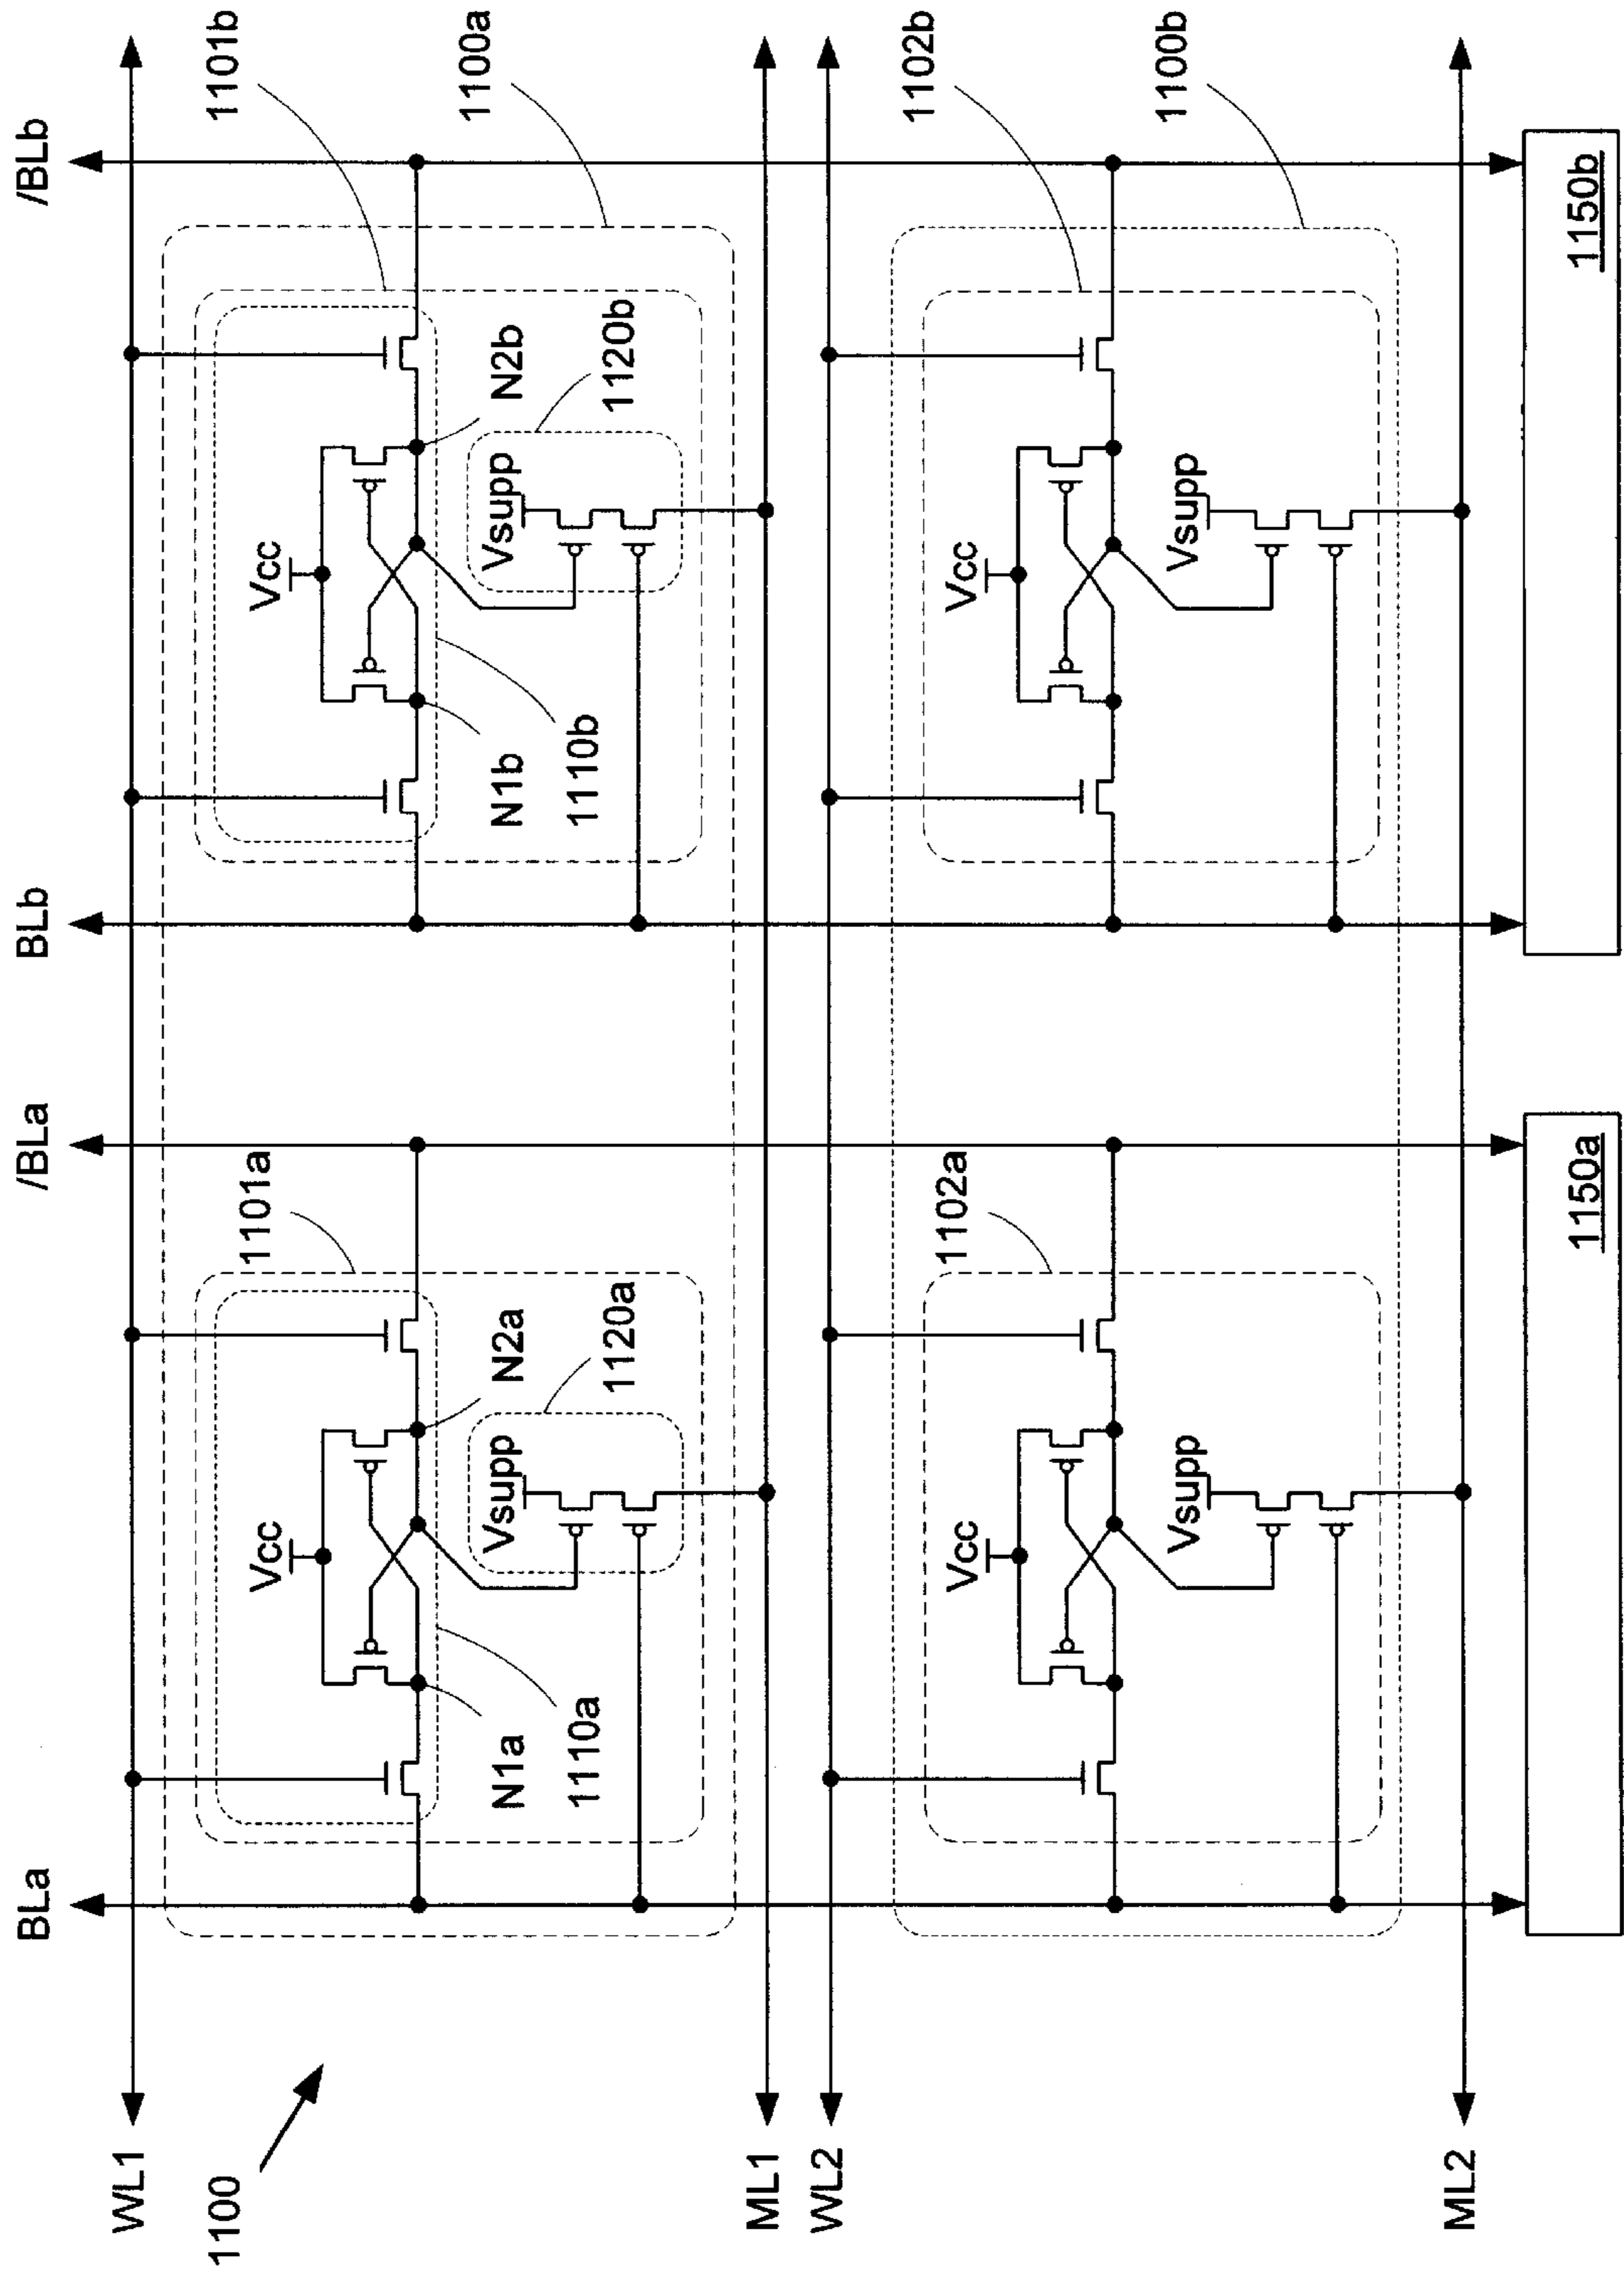 BLa
/BLa
BLb
/BLb
WL1
1101a
1101b
1100
Vcc
Vcc
1100a
N1a
N2a
N1b
N2b
Vsupp
Vsupp
1110a
1120a
1110b
1120b
ML1
WL2
1102a
1102b
Vcc
Vcc
1100b
Vsupp
Vsupp
ML2
1150a
1150b